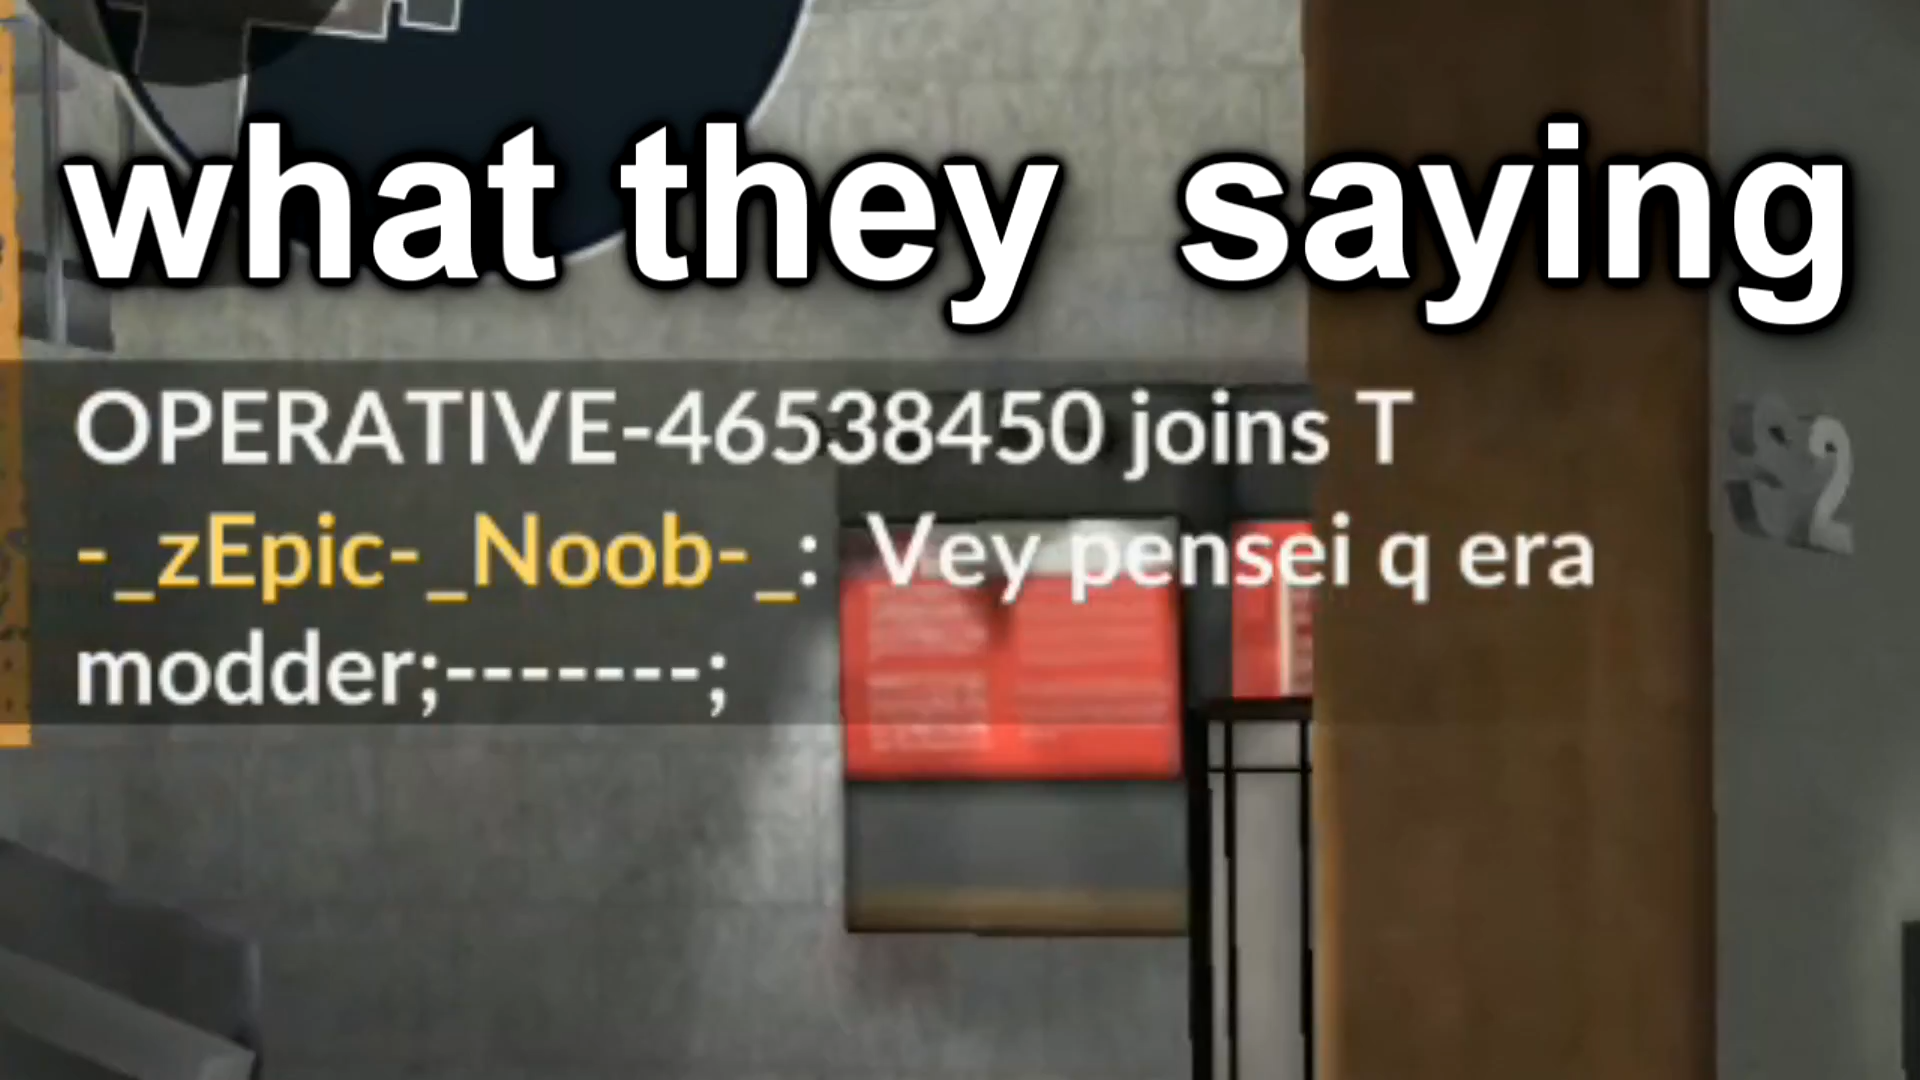 what they saying
OPERATIVE-46538450 joins T
-_zEpic-_Noob-_: Vey pensei q era
modder;-------;